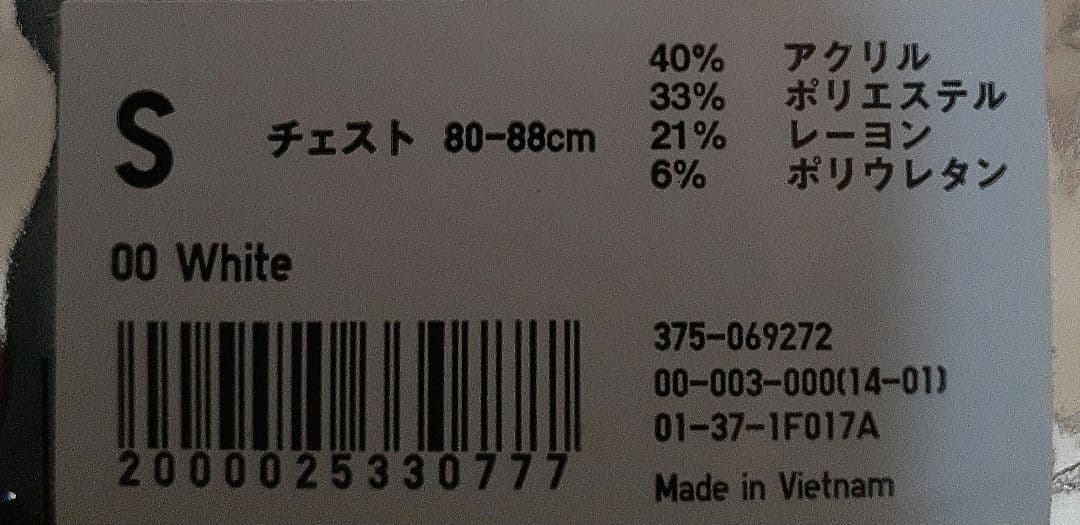 S
チェスト 80-88cm
40% アクリル
33% ポリエステル
21% レーヨン
6% ポリウレタン
00 White
2000025330777
375-069272
00-003-000(14-01)
01-37-1F017A
Made in Vietnam